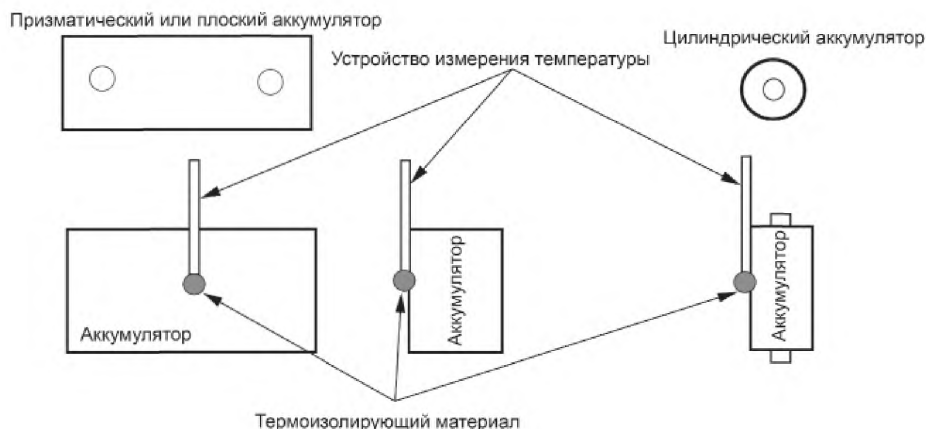 Призматический или плоский аккумулятор
Устройство измерения температуры
Цилиндрический аккумулятор
Аккумулятор
Аккумулятор
Аккумулятор
Термоизолирующий материал